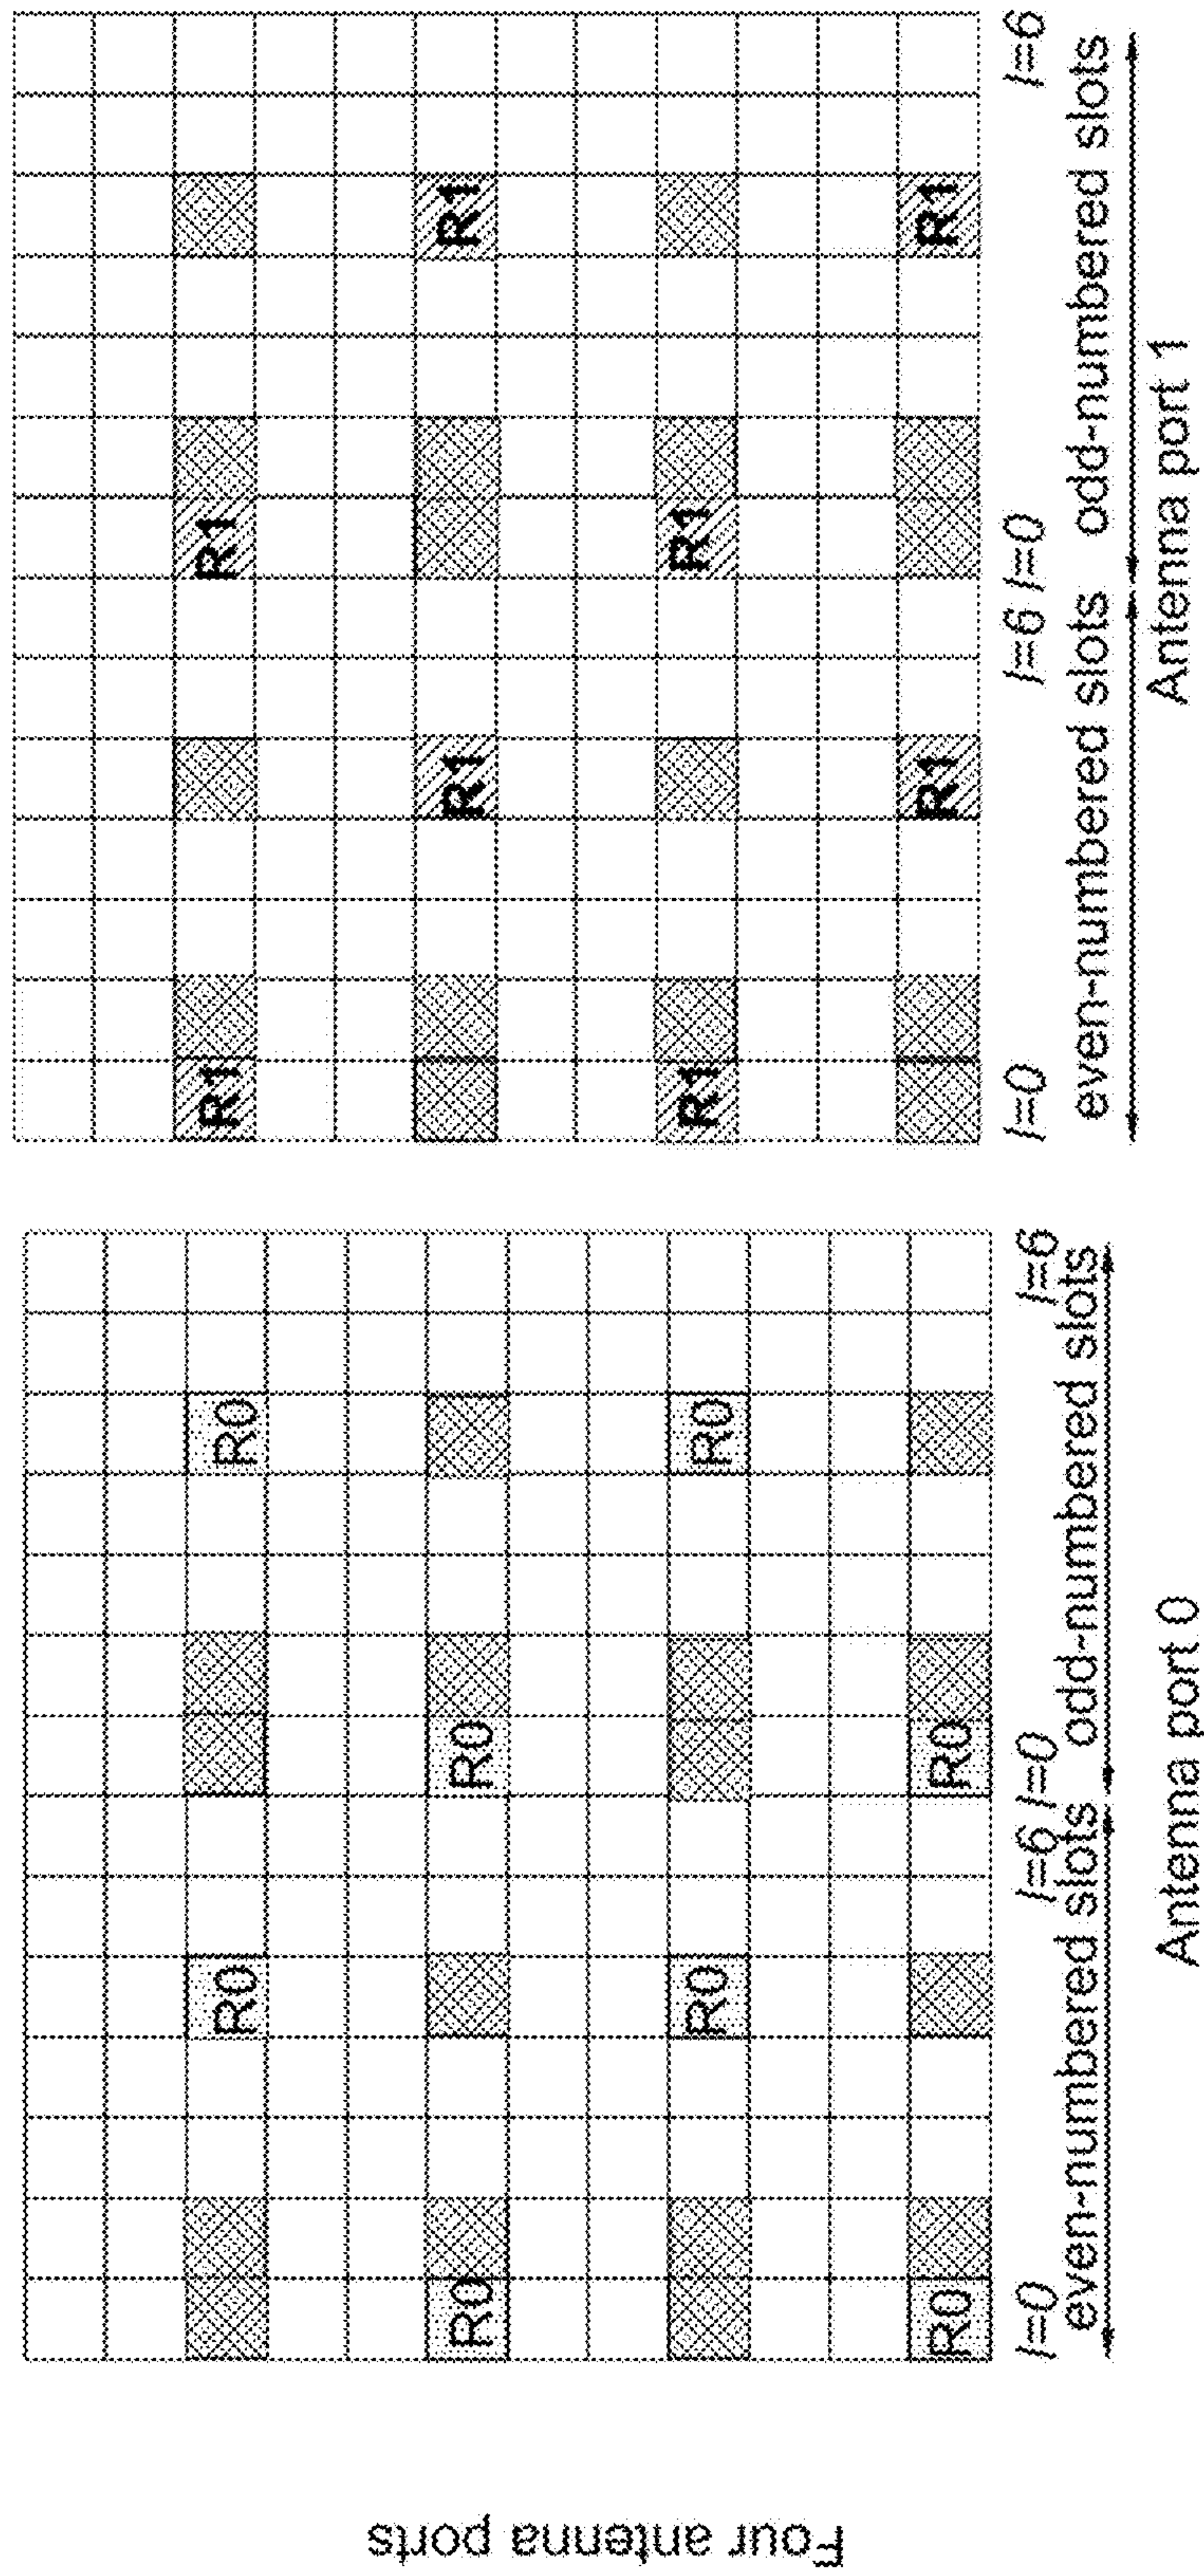 Four antenna ports
R0 R0
R0 R0
R0 R0
R0 R0
l=0 l=6 l=0 l=6
even-numbered slots odd-numbered slots
Antenna port 0
R1 R1
R1 R1
R1 R1
R1 R1
l=0 l=6 l=0 l=6
even-numbered slots odd-numbered slots
Antenna port 1